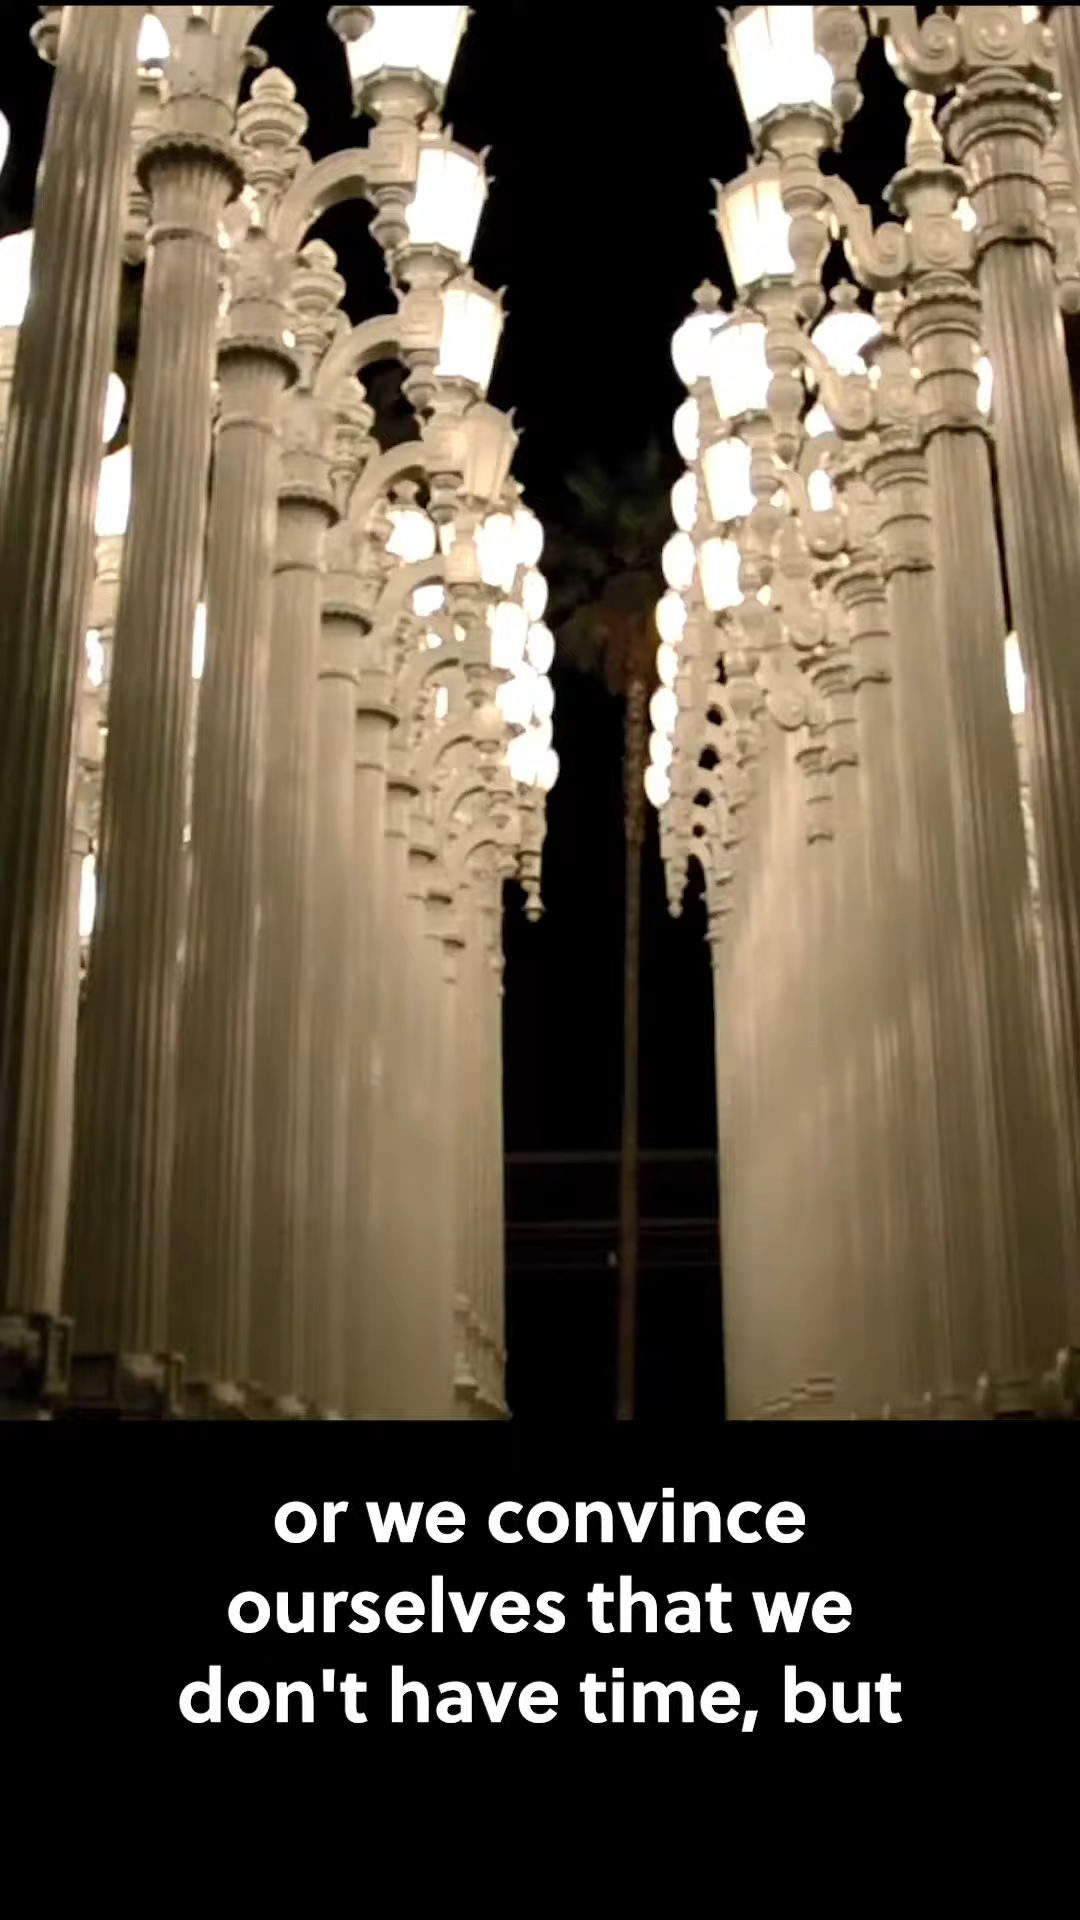 or we convince
ourselves that we
don't have time, but